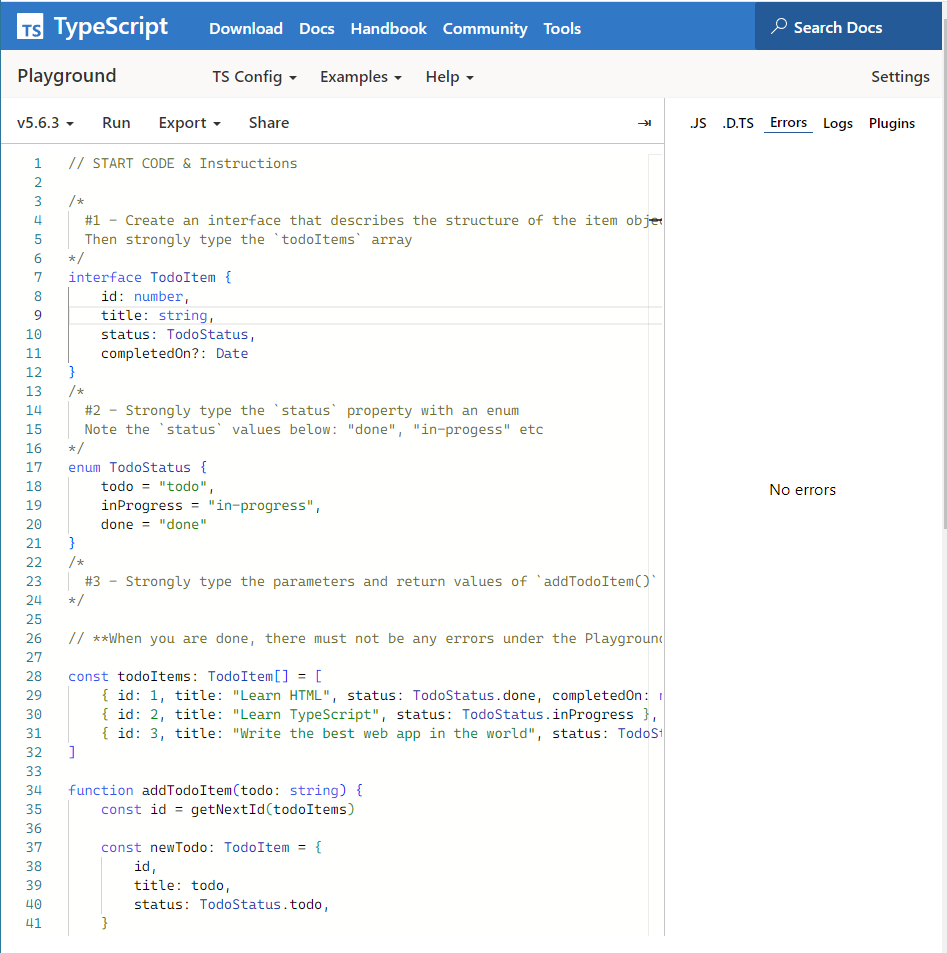 TS TypeScript Download Docs Handbook Community Tools Search Docs
Playground TS Config Examples Help Settings
v5.6.3 Run Export Share .JS .D.TS Errors Logs Plugins
1 // START CODE & Instructions
2
3 /*
4 #1 - Create an interface that describes the structure of the item
5 Then strongly type the `todoItems` array
6 */
7 interface TodoItem {
8 id: number,
9 title: string,
10 status: TodoStatus,
11 completedOn?: Date
12 }
13 /*
14 #2 - Strongly type the `status` property with an enum
15 Note the `status` values below: "done", "in-progess" etc
16 */
17 enum TodoStatus {
18 todo = "todo",
19 inProgress = "in-progress",
20 done = "done"
21 }
22 /*
23 #3 - Strongly type the parameters and return values of `addTodoItem()`
24 */
25
26 // **When you are done, there must not be any errors under the Playground
27
28 const todoItems: TodoItem[] = [
29 { id: 1, title: "Learn HTML", status: TodoStatus.done, completedOn:
30 { id: 2, title: "Learn TypeScript", status: TodoStatus.inProgress },
31 { id: 3, title: "Write the best web app in the world", status:
32 ]
33
34 function addTodoItem(todo: string) {
35 const id = getNextId(todoItems)
36
37 const newTodo: TodoItem = {
38 id,
39 title: todo,
40 status: TodoStatus.todo,
41 }
No errors